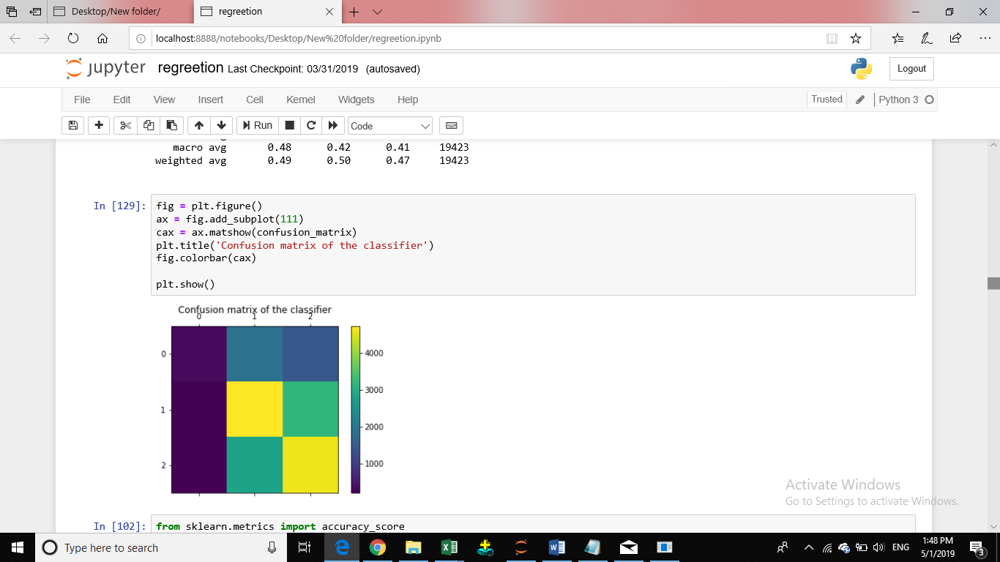 Desktop/New folder/
regreetion
localhost:8888/notebooks/Desktop/New%20folder/regreetion.ipynb
jupyter regreetion Last Checkpoint: 03/31/2019 (autosaved)
Logout
File Edit View Insert Cell Kernel Widgets Help
Trusted
Python 3
Run
Code
macro avg 0.48 0.42 0.41 19423
weighted avg 0.49 0.50 0.47 19423
In [129]:
fig = plt.figure()
ax = fig.add_subplot(111)
cax = ax.matshow(confusion_matrix)
plt.title('Confusion matrix of the classifier')
fig.colorbar(cax)
plt.show()
Confusion matrix of the classifier
0 1 2
0
1
2
4000
3000
2000
1000
Activate Windows
Go to Settings to activate Windows.
In [102]: from sklearn.metrics import accuracy_score
Type here to search
ENG
1:48 PM
5/1/2019
3